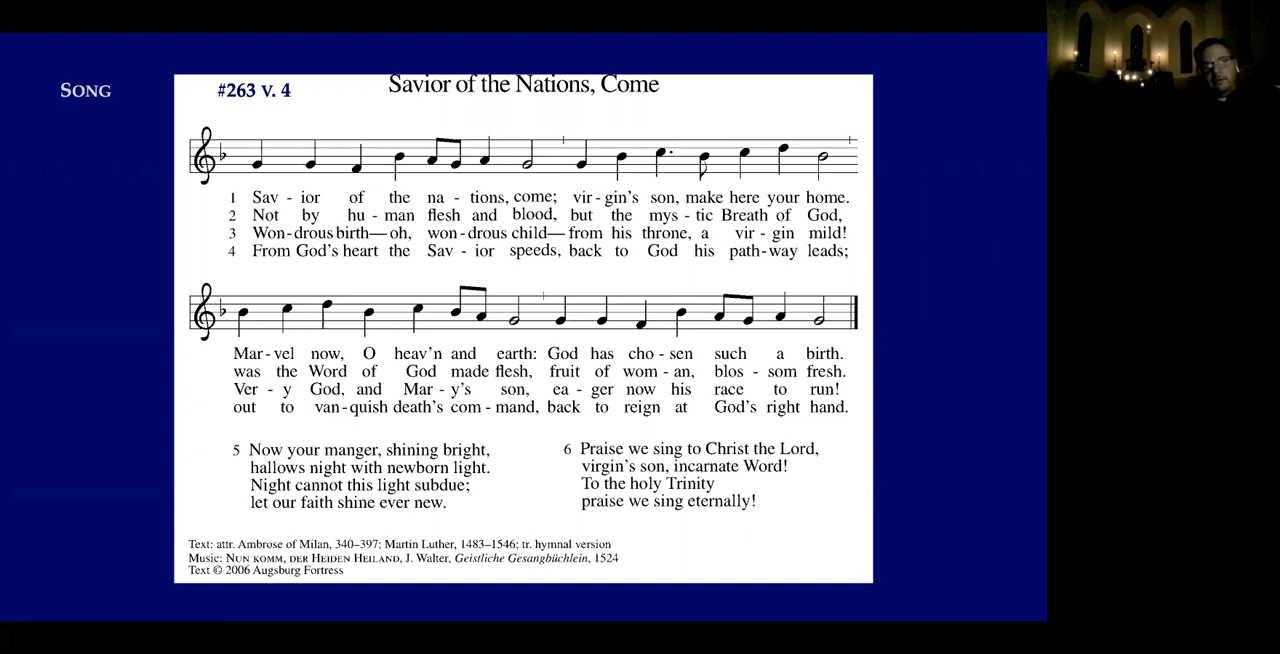 SONG
#263 V. 4
Savior of the Nations, Come
1 Sav - ior of the na - tions, come; vir - gin's son, make here your home.
2 Not by hu - man flesh and blood, but the mys - tic Breath of God,
3 Won - drous birth—oh, won - drous child—from his throne, a vir - gin mild!
4 From God's heart the Sav - ior speeds, back to God his path - way leads;
Mar - vel now, O heav'n and earth: God has cho - sen such a birth.
was the Word of God made flesh, fruit of wom - an, blos - som fresh.
Ver - y God, and Mar - y's son, ea - ger now his race to run!
out to van - quish death's com - mand, back to reign at God's right hand.
5 Now your manger, shining bright,
hallows night with newborn light.
Night cannot this light subdue;
let our faith shine ever new.
6 Praise we sing to Christ the Lord,
virgin's son, incarnate Word!
To the holy Trinity
praise we sing eternally!
Text: attr. Ambrose of Milan, 340–397; Martin Luther, 1483–1546; tr. hymnal version
Music: NUN KOMM, DER HEIDEN HEILAND, J. Walter, Geistliche Gesangbüchlein, 1524
Text © 2006 Augsburg Fortress